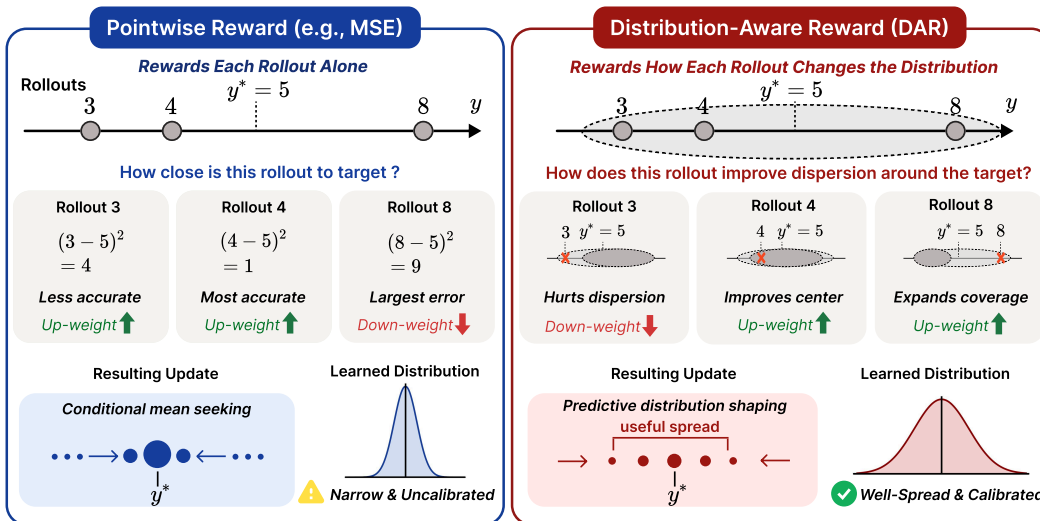 Pointwise Reward (e.g., MSE)
Rewards Each Rollout Alone
Rollouts
3
4
y* = 5
8
y
How close is this rollout to target ?
Rollout 3
(3 − 5)²
= 4
Less accurate
Up-weight
Rollout 4
(4 − 5)²
= 1
Most accurate
Up-weight
Rollout 8
(8 − 5)²
= 9
Largest error
Down-weight
Resulting Update
Conditional mean seeking
y*
Learned Distribution
Narrow & Uncalibrated
Distribution-Aware Reward (DAR)
Rewards How Each Rollout Changes the Distribution
3
4
y* = 5
8
y
How does this rollout improve dispersion around the target?
Rollout 3
3 y* = 5
Hurts dispersion
Down-weight
Rollout 4
4 y* = 5
Improves center
Up-weight
Rollout 8
y* = 5 8
Expands coverage
Up-weight
Resulting Update
Predictive distribution shaping
useful spread
y*
Learned Distribution
Well-Spread & Calibrated